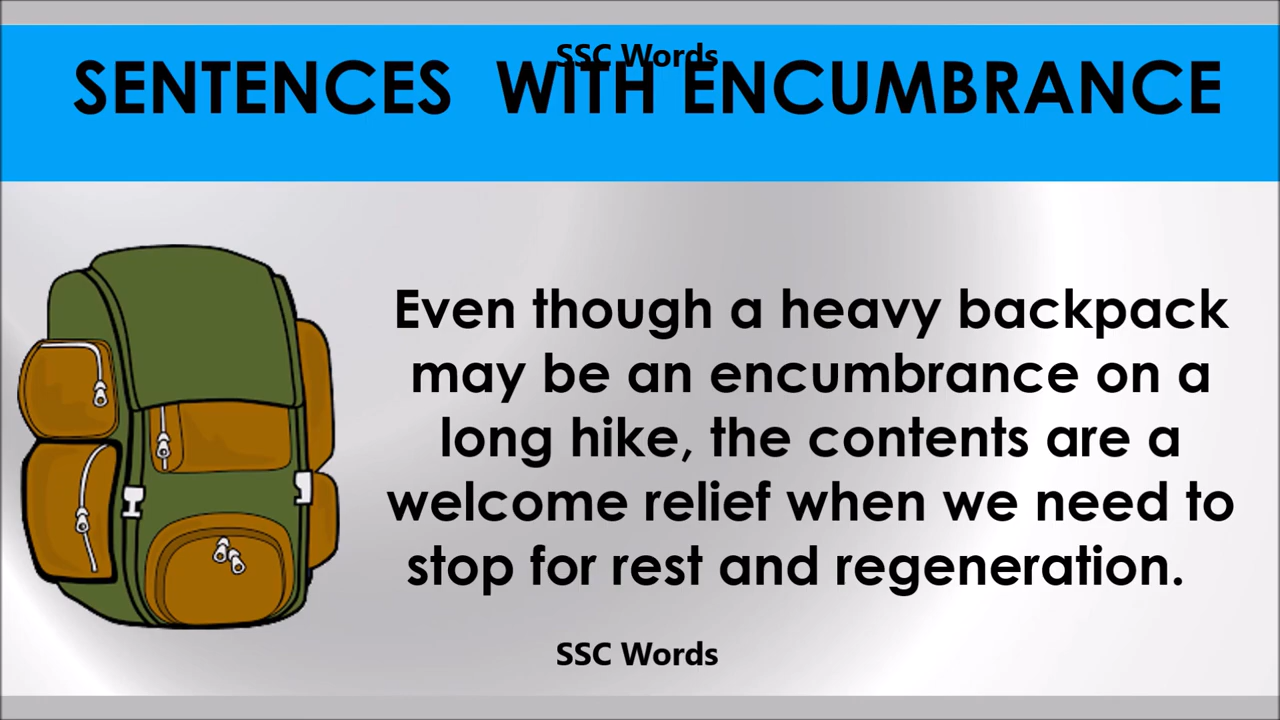 SSC Words
SENTENCES WITH ENCUMBRANCE
Even though a heavy backpack
may be an encumbrance on a
long hike, the contents are a
welcome relief when we need to
stop for rest and regeneration.
SSC Words